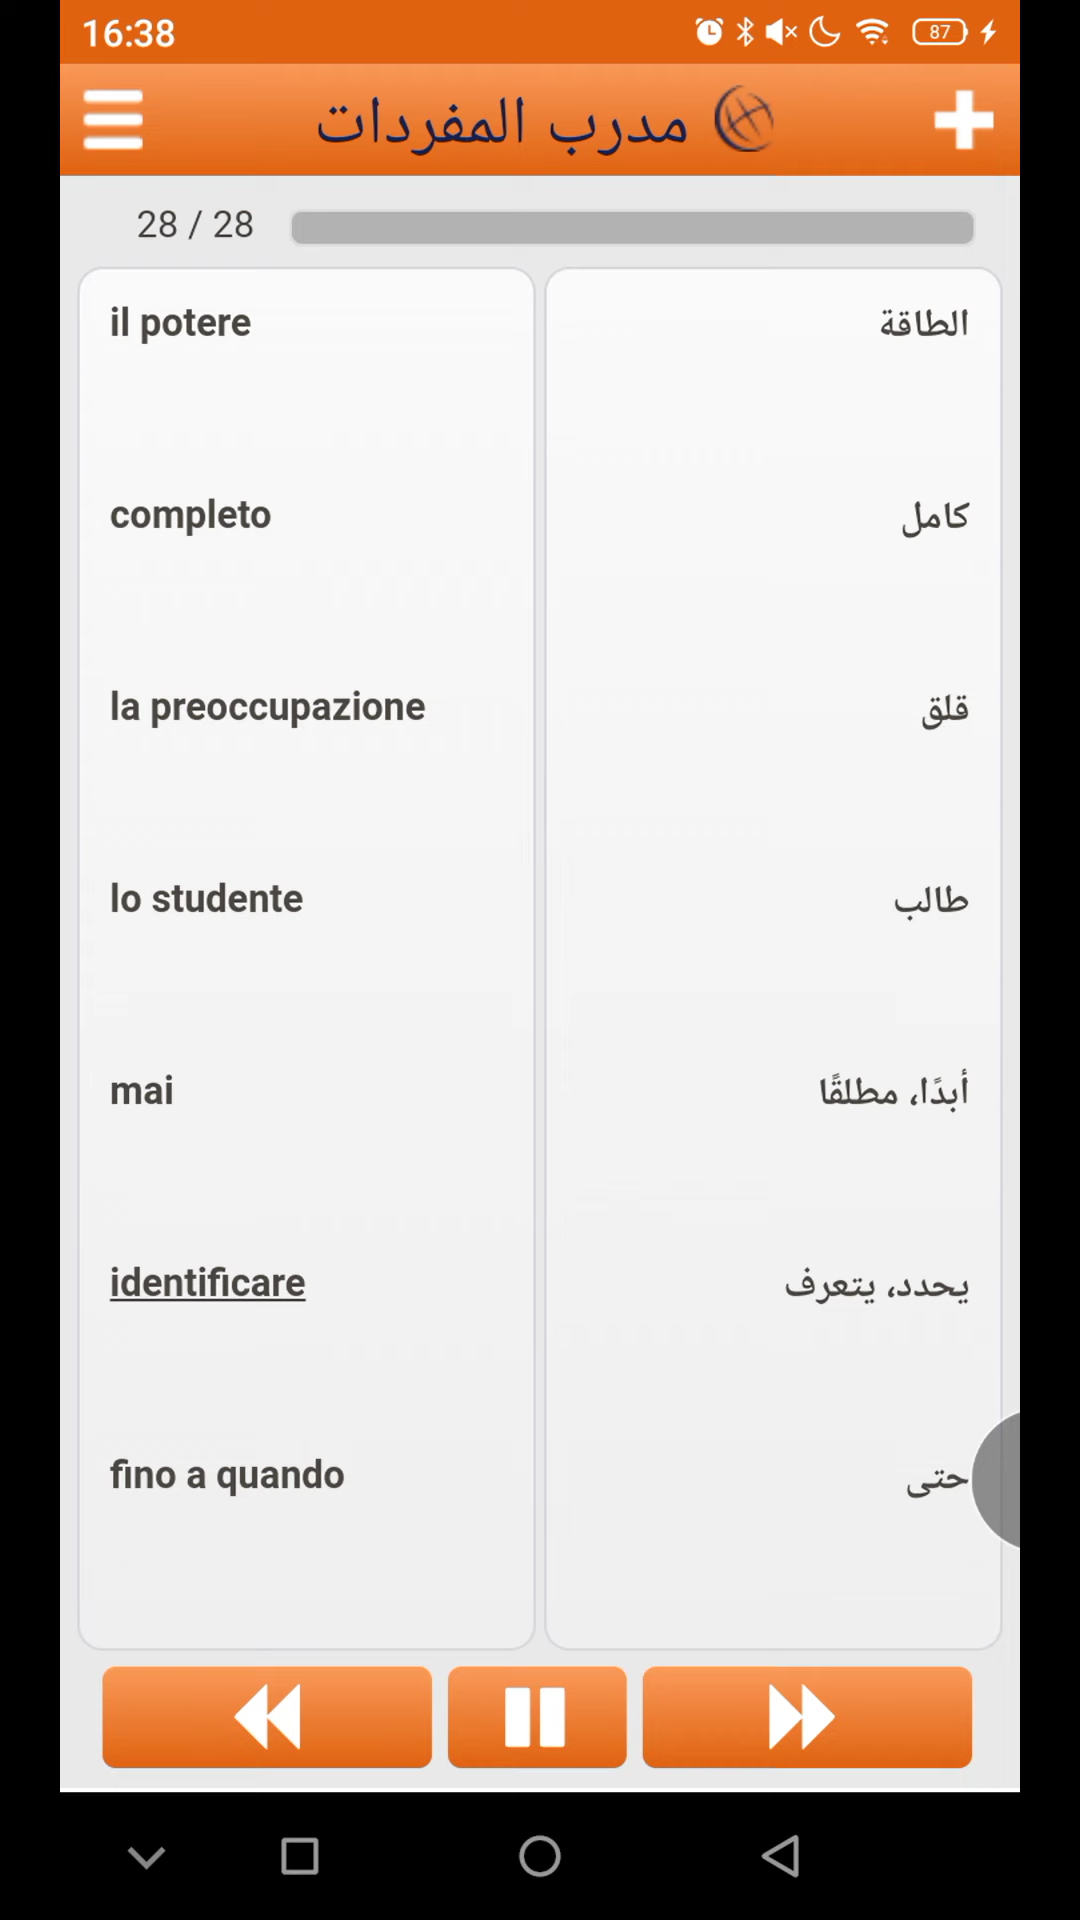 16:38
87
مدرب المفردات
28 / 28
il potere
الطاقة
completo
كامل
la preoccupazione
قلق
lo studente
طالب
mai
أبدًا، مطلقًا
identificare
يحدد، يتعرف
fino a quando
حتى